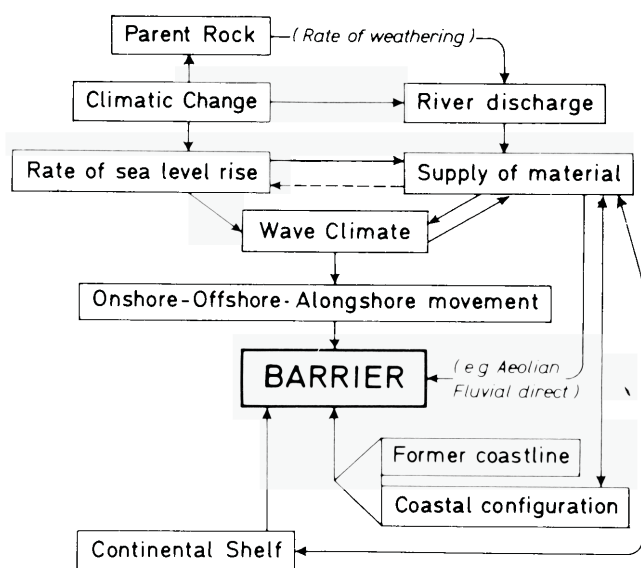 Parent Rock
(Rate of weathering)
Climatic Change
River discharge
Rate of sea level rise
Supply of material
Wave Climate
Onshore-Offshore-Alongshore movement
BARRIER
(e g Aeolian
Fluvial direct)
Former coastline
Coastal configuration
Continental Shelf